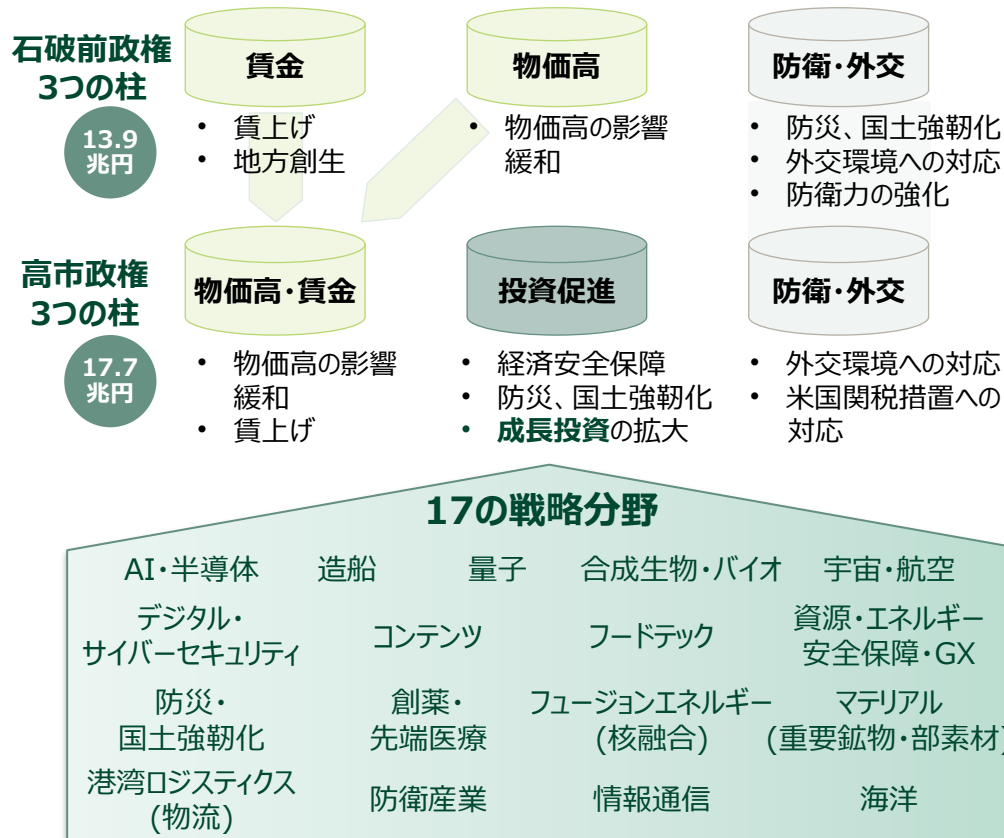 石破前政権
3つの柱
13.9
兆円
賃金
• 賃上げ
• 地方創生
物価高
• 物価高の影響
緩和
防衛・外交
• 防災、国土強靭化
• 外交環境への対応
• 防衛力の強化
高市政権
3つの柱
17.7
兆円
物価高・賃金
• 物価高の影響
緩和
• 賃上げ
投資促進
• 経済安全保障
• 防災、国土強靭化
• 成長投資の拡大
防衛・外交
• 外交環境への対応
• 米国関税措置への
対応
17の戦略分野
AI・半導体
造船
量子
合成生物・バイオ
宇宙・航空
デジタル・
サイバーセキュリティ
コンテンツ
フードテック
資源・エネルギー
安全保障・GX
防災・
国土強靭化
創薬・
先端医療
フュージョンエネルギー
(核融合)
マテリアル
(重要鉱物・部素材)
港湾ロジスティクス
(物流)
防衛産業
情報通信
海洋